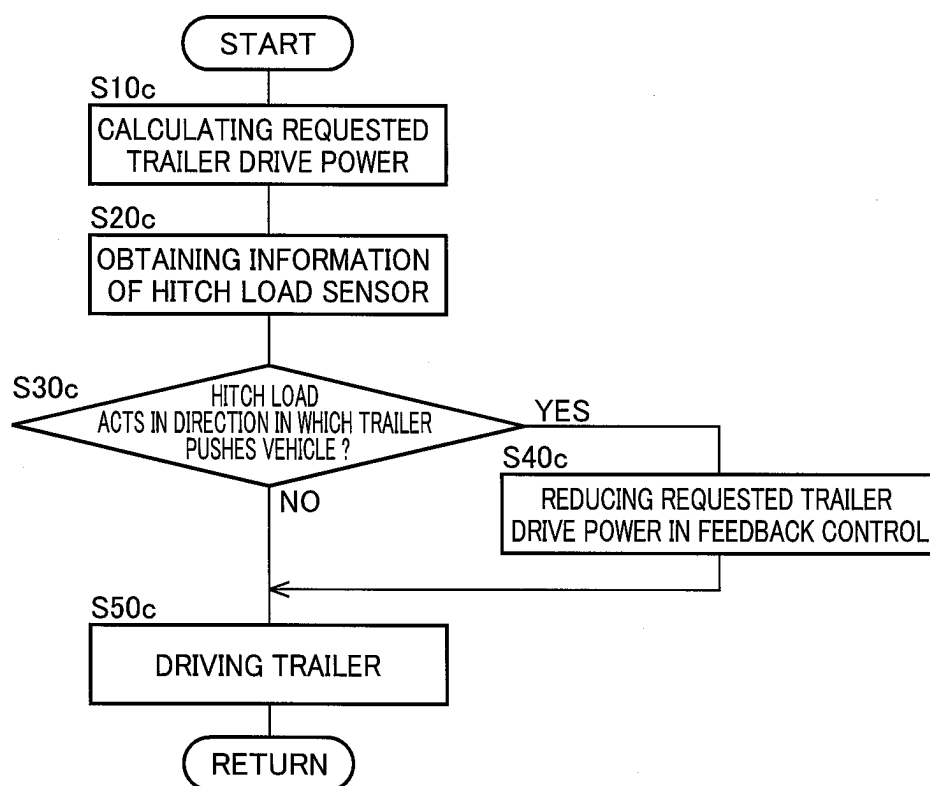 START
S10c
CALCULATING REQUESTED
TRAILER DRIVE POWER
S20c
OBTAINING INFORMATION
OF HITCH LOAD SENSOR
S30c
HITCH LOAD
ACTS IN DIRECTION IN WHICH TRAILER
PUSHES VEHICLE ?
YES
S40c
REDUCING REQUESTED TRAILER
DRIVE POWER IN FEEDBACK CONTROL
NO
S50c
DRIVING TRAILER
RETURN